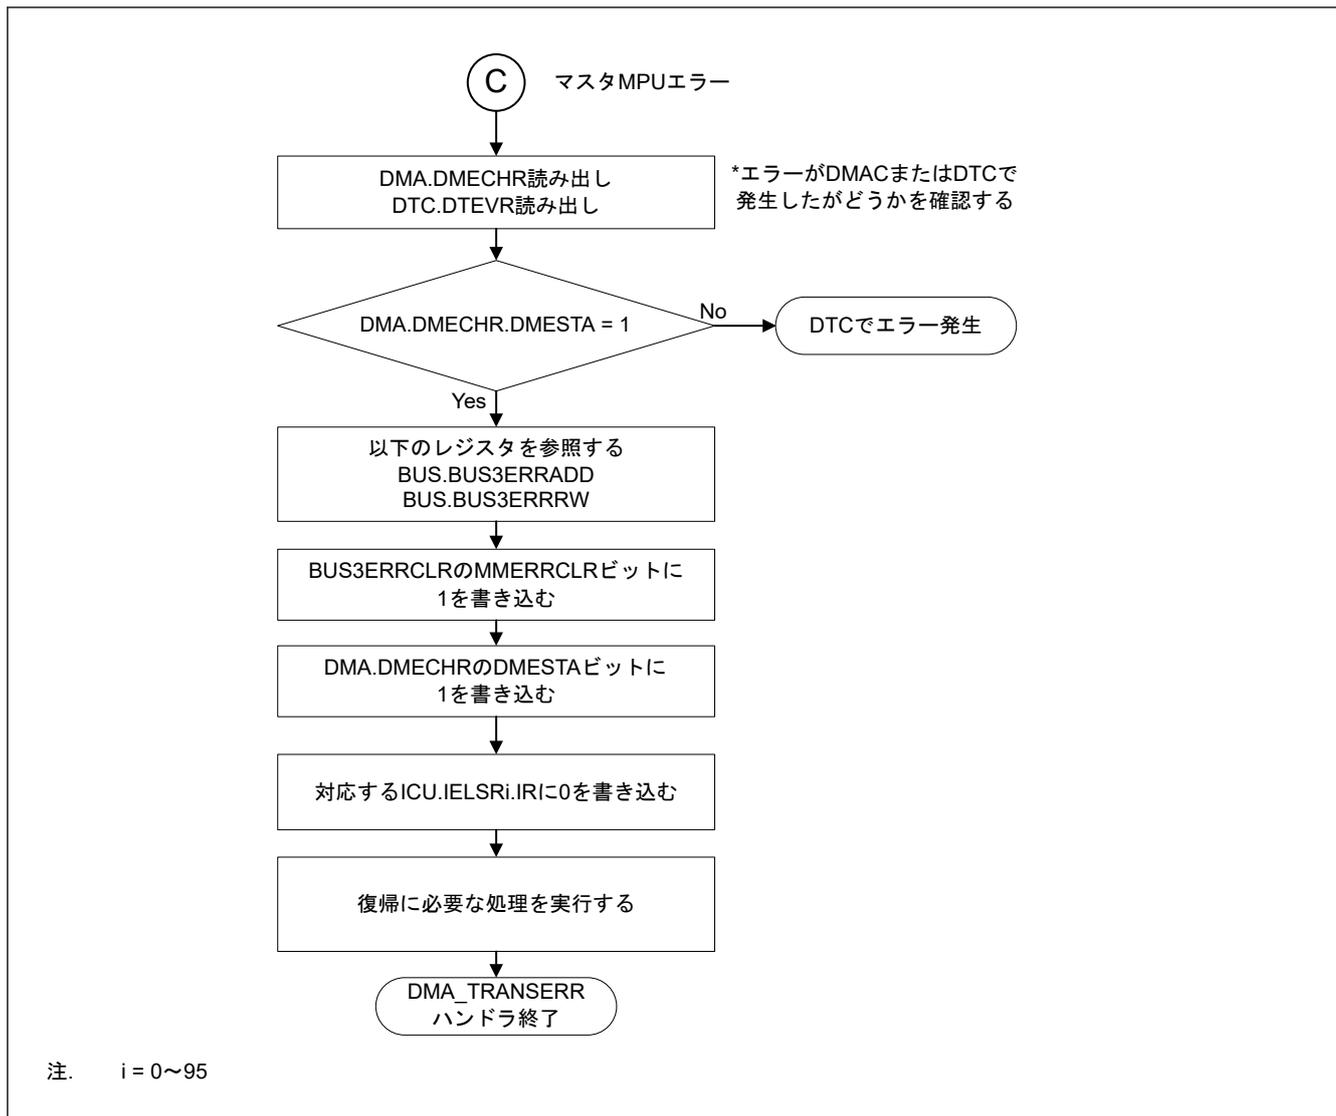 C
マスタMPUエラー
DMA.DMECHR読み出し
DTC.DTEVR読み出し
*エラーがDMACまたはDTCで
発生したがどうかを確認する
DMA.DMECHR.DMESTA = 1
No
DTCでエラー発生
Yes
以下のレジスタを参照する
BUS.BUS3ERRADD
BUS.BUS3ERRRW
BUS3ERRCLRのMMERRCLRビットに
1を書き込む
DMA.DMECHRのDMESTAビットに
1を書き込む
対応するICU.IELSRi.IRに0を書き込む
復帰に必要な処理を実行する
DMA_TRANSERR
ハンドラ終了
注. i = 0～95